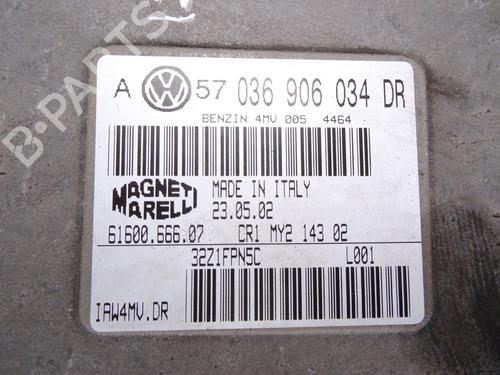 A VW 57 036 906 034 DR
BENZIN 4MV 005 4464
MAGNETI MARELLI
MADE IN ITALY
23.05.02
61600.666.07 CR1 MY2 143 02
32Z1FPN5C L001
IAW4MV.DR
B-PARTS